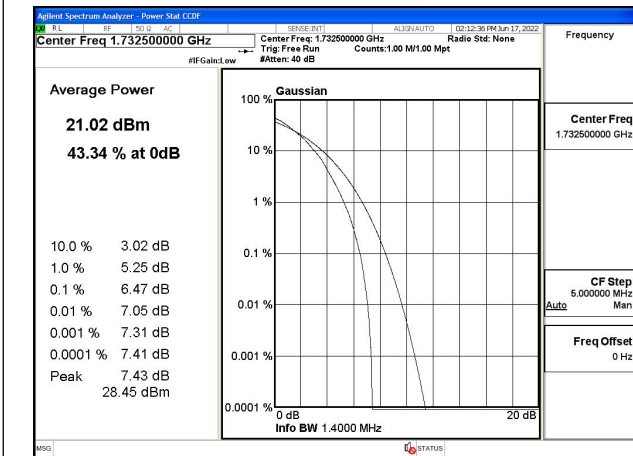 Agilent Spectrum Analyzer - Power Stat CCDF
RL RF 50 Ω AC SENSE:INT ALIGN AUTO 02:12:36 PM Jun 17, 2022
Center Freq 1.732500000 GHz
Center Freq: 1.732500000 GHz Radio Std: None
Trig: Free Run Counts:1.00 M/1.00 Mpt
#IFGain:Low #Atten: 40 dB
Frequency
Average Power
21.02 dBm
43.34 % at 0dB
10.0 % 3.02 dB
1.0 % 5.25 dB
0.1 % 6.47 dB
0.01 % 7.05 dB
0.001 % 7.31 dB
0.0001 % 7.41 dB
Peak 7.43 dB
28.45 dBm
Gaussian
100 %
10 %
1 %
0.1 %
0.01 %
0.001 %
0.0001 %
0 dB 20 dB
Info BW 1.4000 MHz
Center Freq
1.732500000 GHz
CF Step
5.000000 MHz
Auto Man
Freq Offset
0 Hz
MSG STATUS